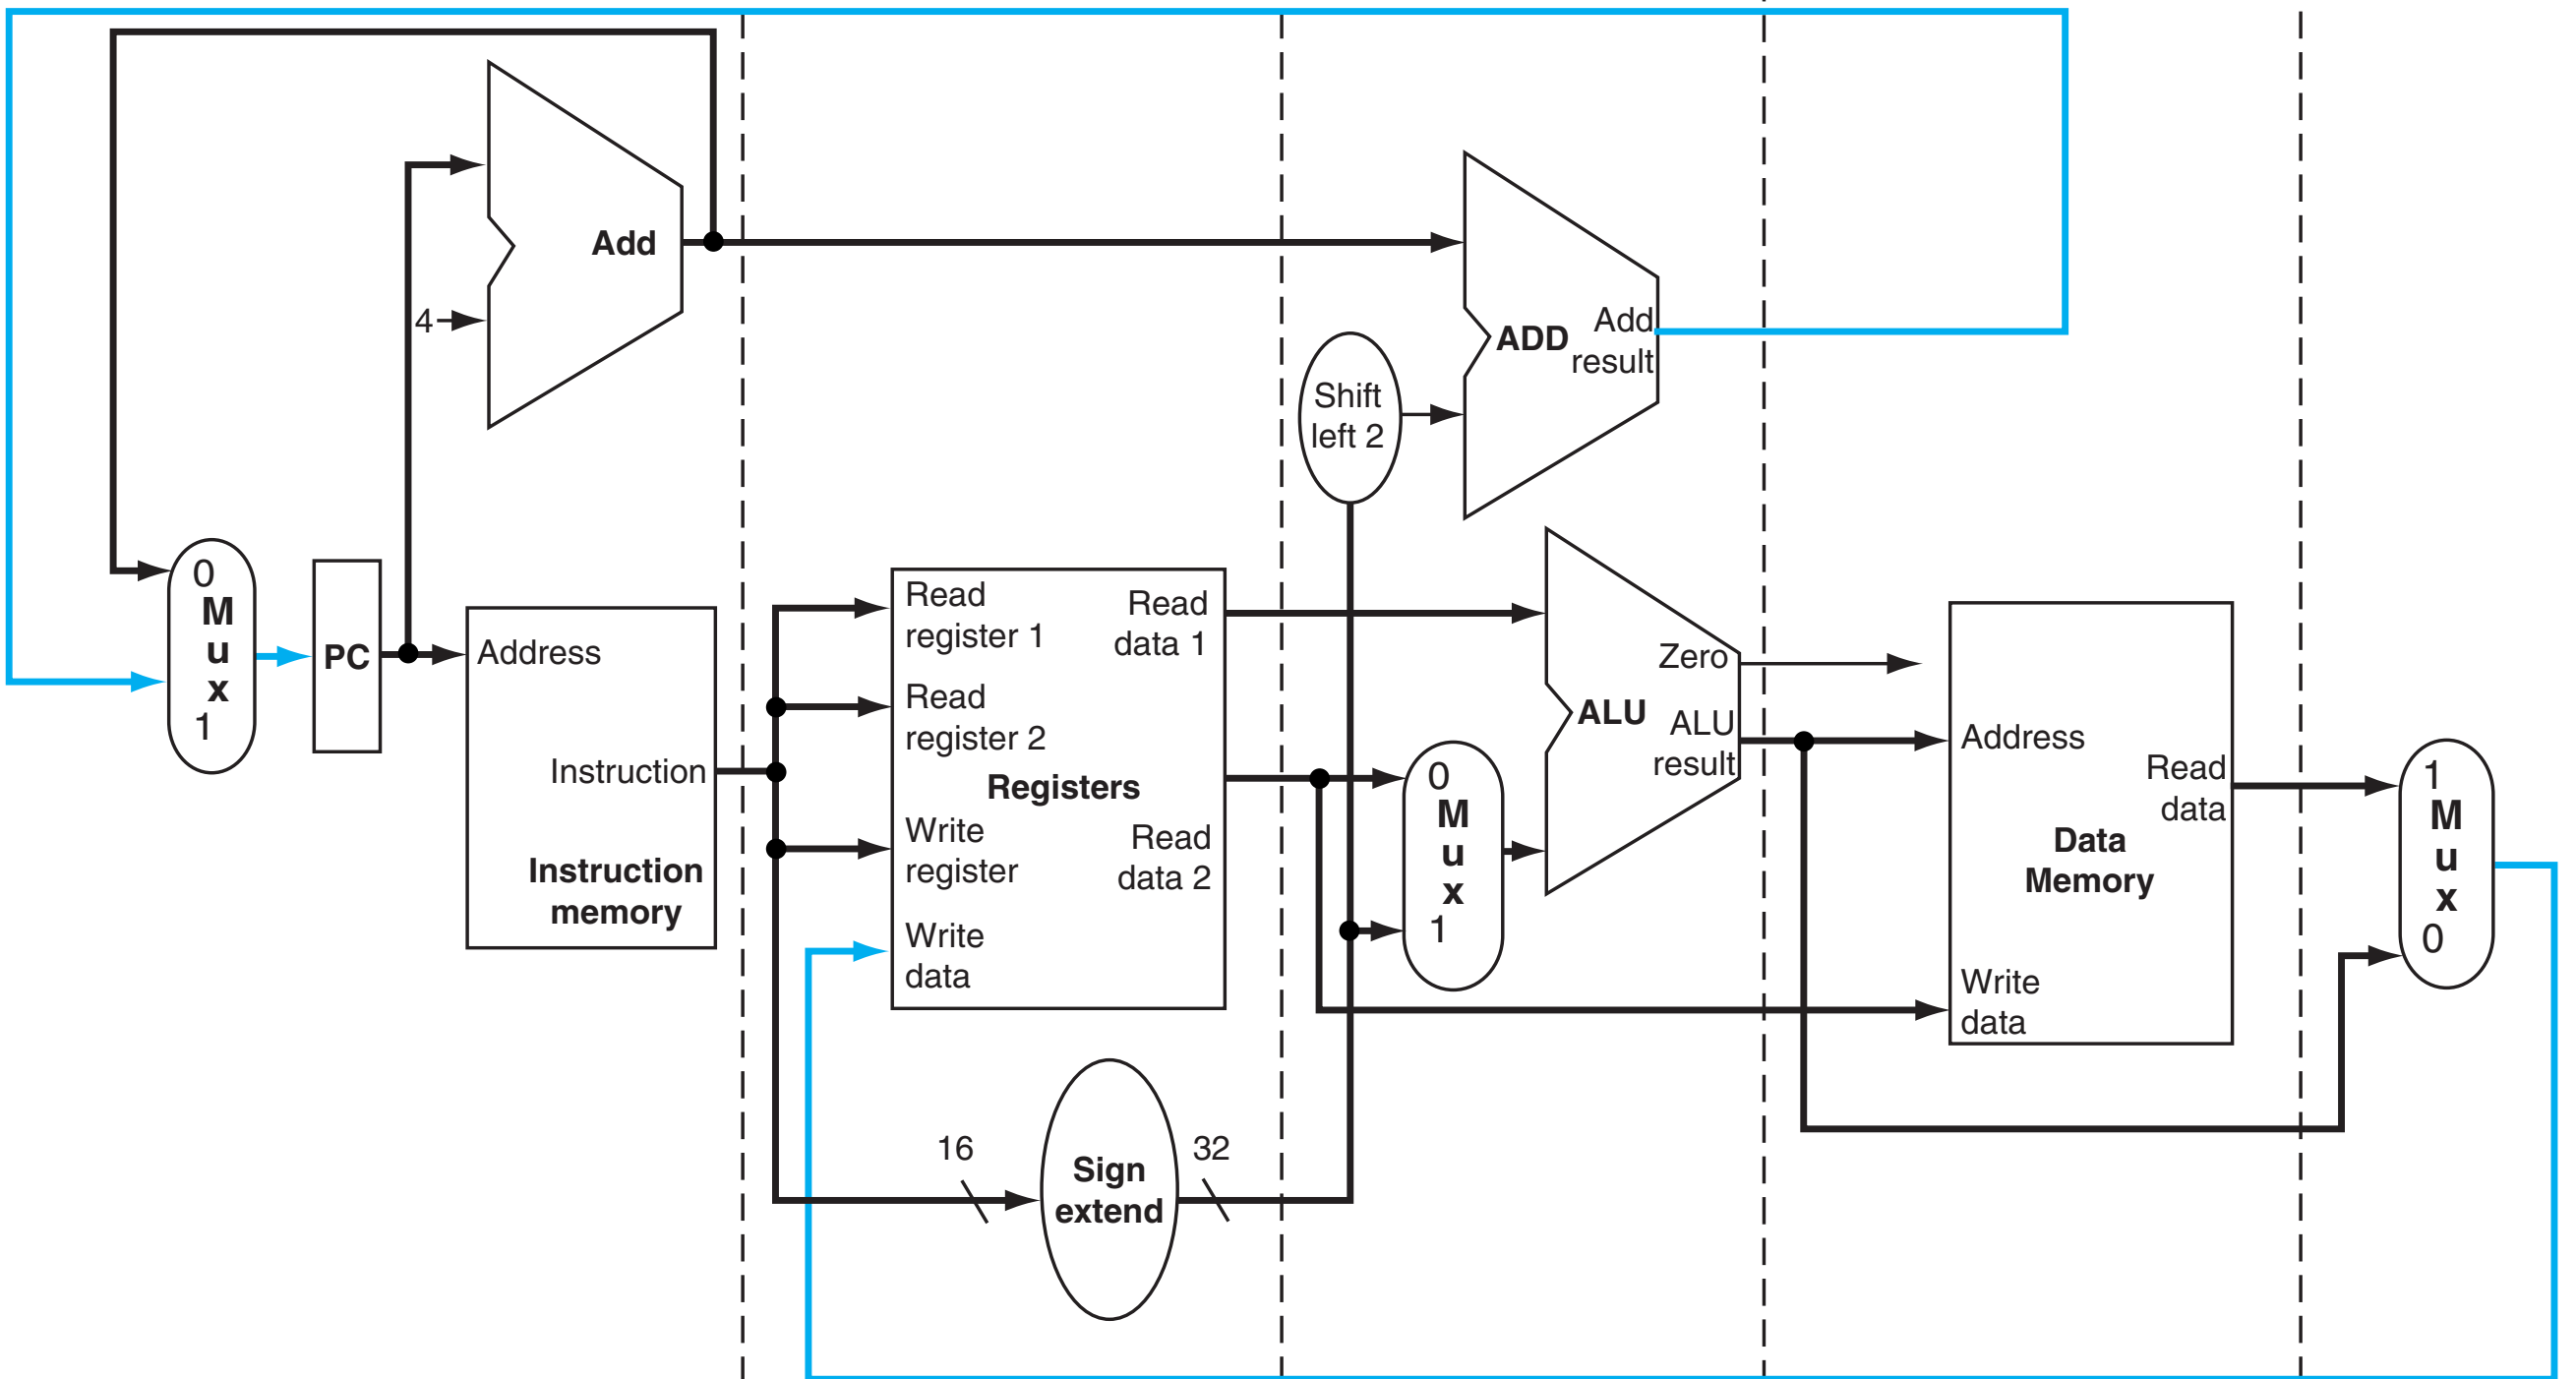 Add
4
ADD
Add
result
Shift
left 2
0
M
u
x
1
PC
Address
Instruction
Instruction
memory
Read
register 1
Read
register 2
Write
register
Write
data
Read
data 1
Registers
Read
data 2
16
Sign
extend
32
0
M
u
x
1
Zero
ALU
ALU
result
Address
Read
data
Data
Memory
Write
data
1
M
u
x
0